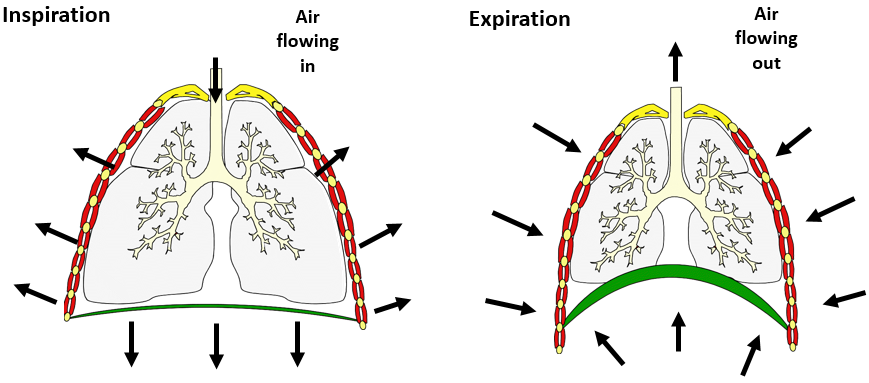 Inspiration
Air
flowing
in
Expiration
Air
flowing
out